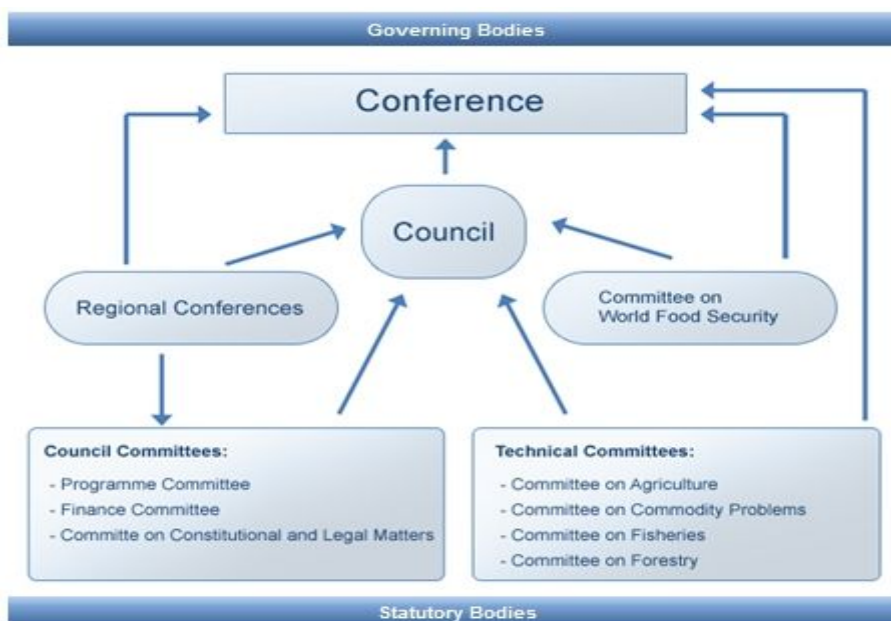 Governing Bodies
Conference
Council
Regional Conferences
Committee on
World Food Security
Council Committees:
- Programme Committee
- Finance Committee
- Committe on Constitutional and Legal Matters
Technical Committees:
- Committee on Agriculture
- Committee on Commodity Problems
- Committee on Fisheries
- Committee on Forestry
Statutory Bodies